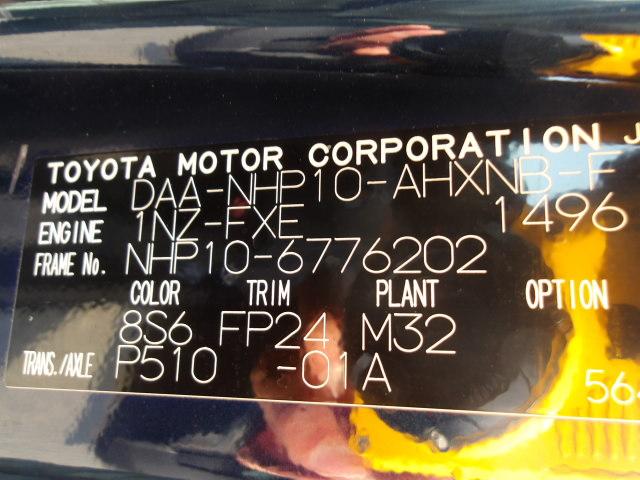 TOYOTA MOTOR CORPORATION J
MODEL DAA-NHP10-AHXNB-F
ENGINE 1NZ-FXE 1496
FRAME No. NHP10-6776202
COLOR TRIM PLANT OPTION
8S6 FP24 M32
TRANS./AXLE P510 -01A
564